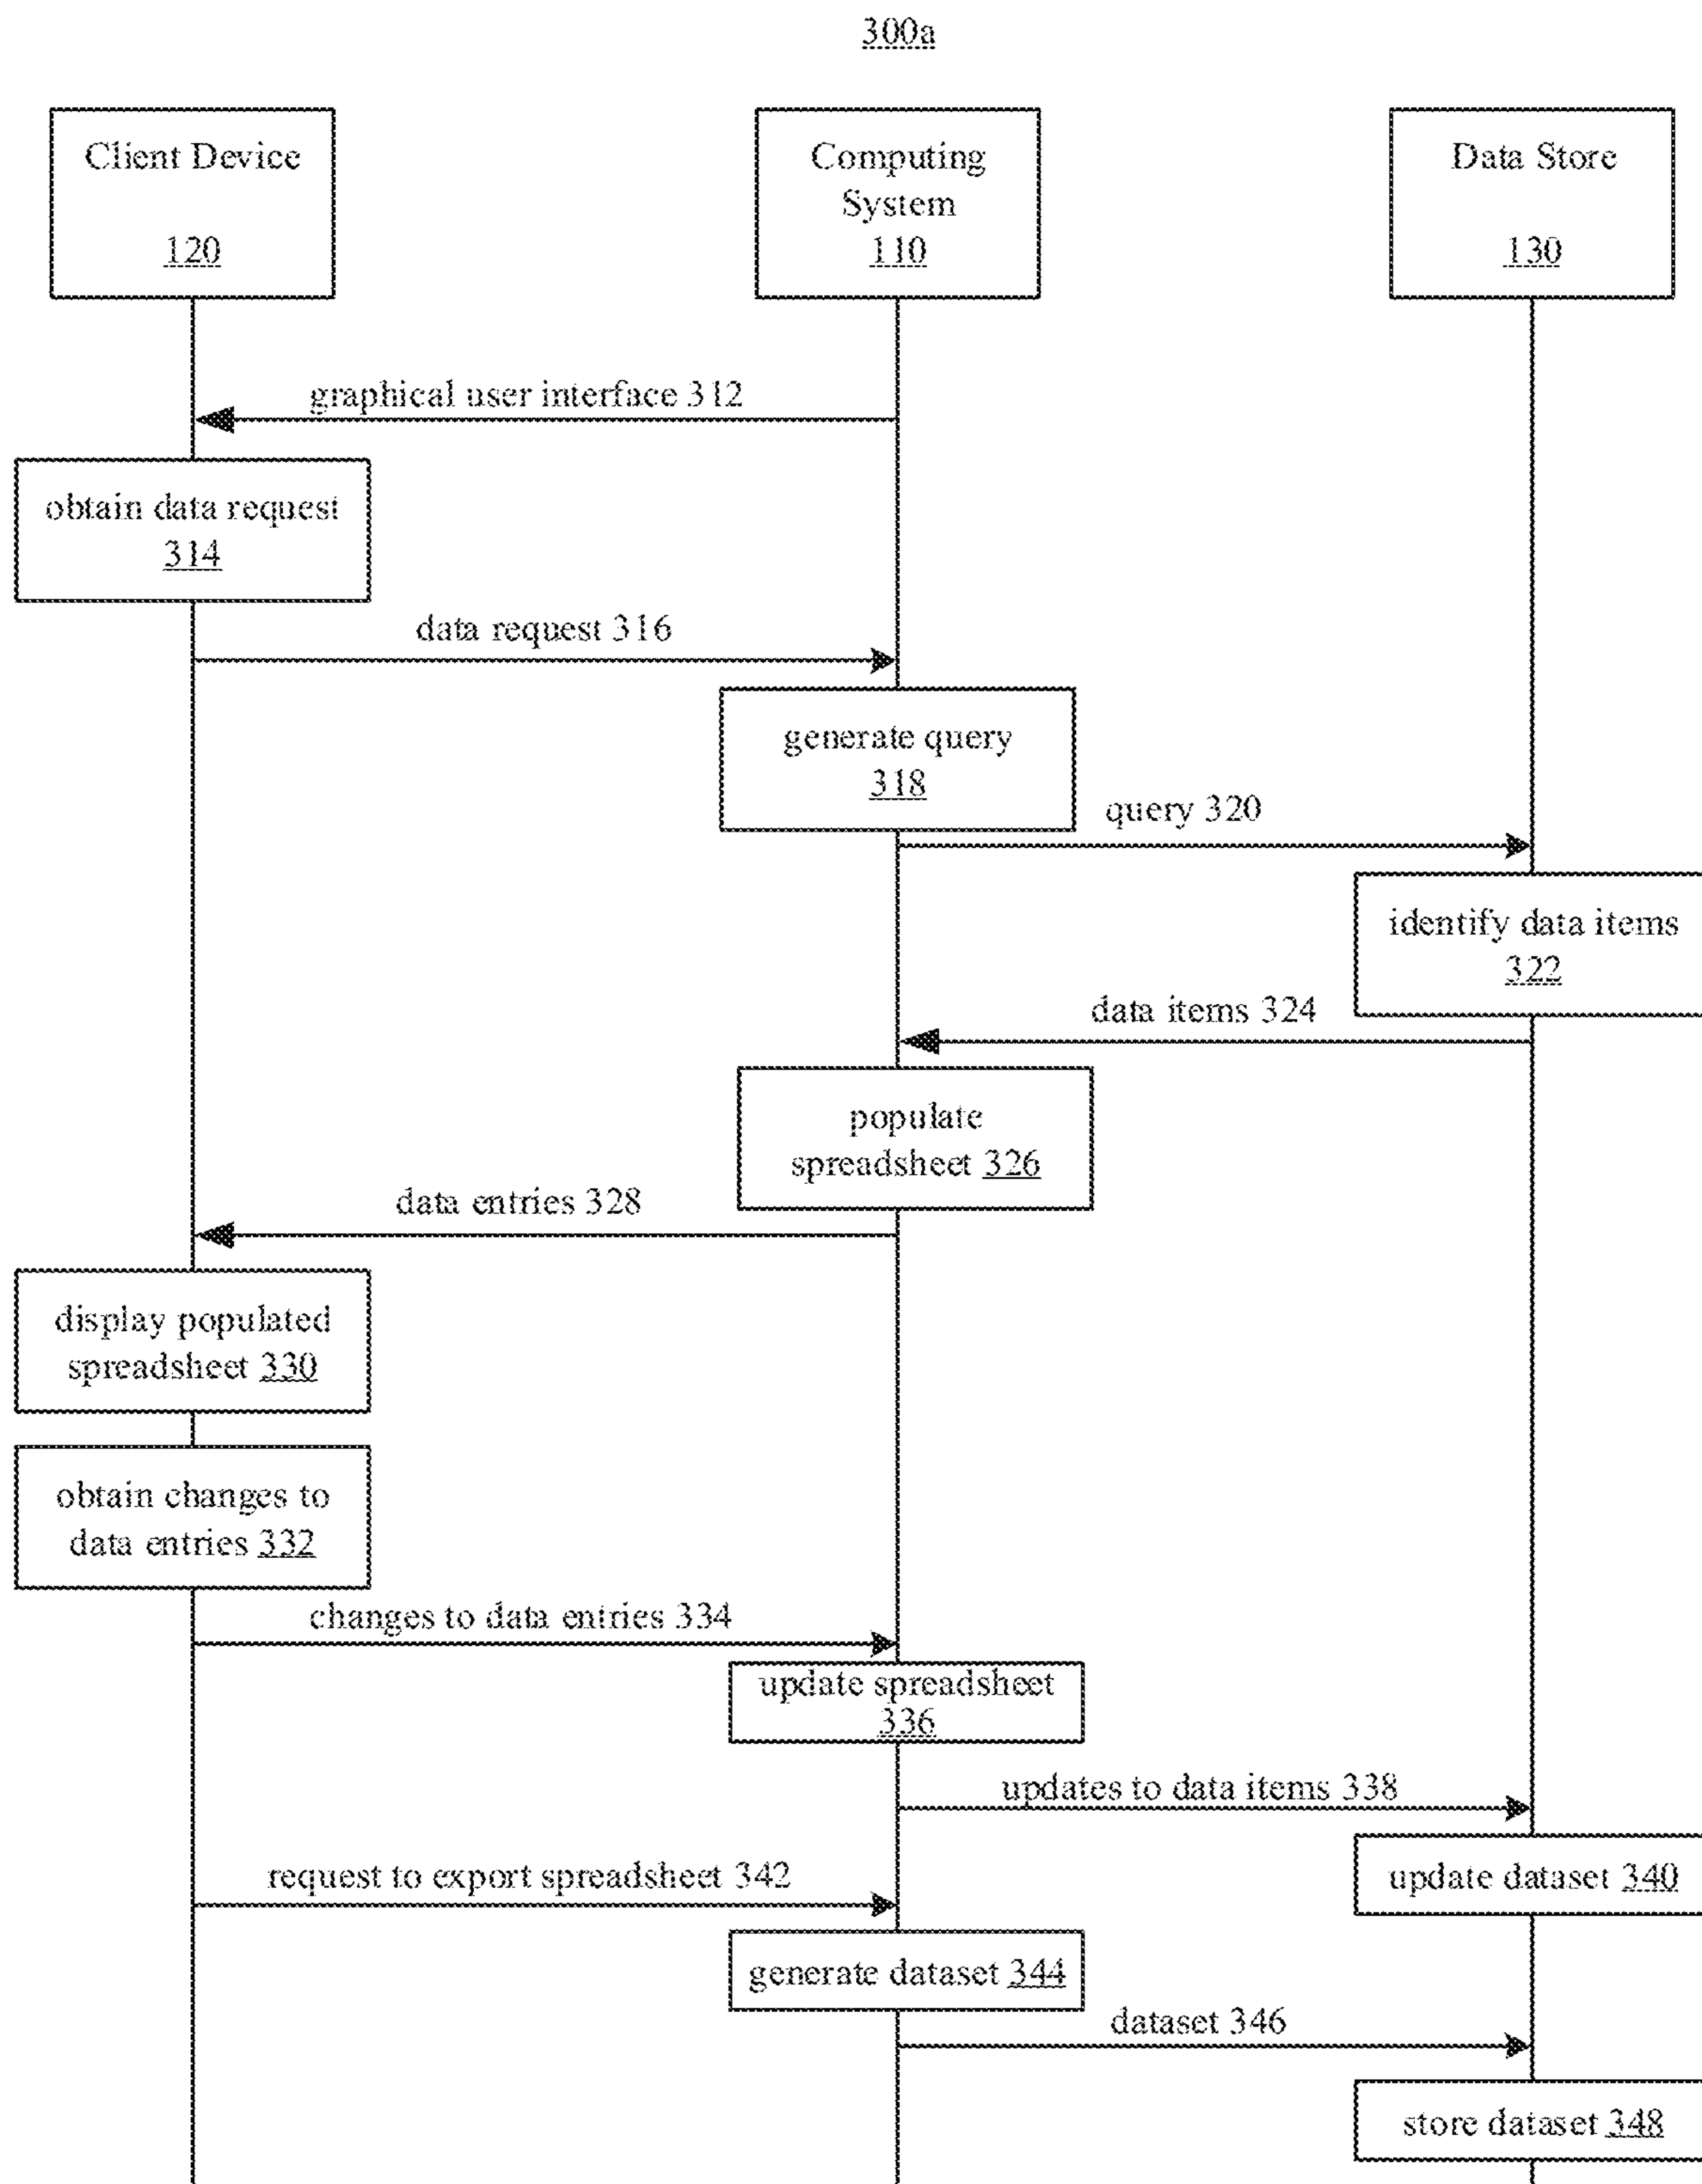 300a
Client Device
120
Computing
System
110
Data Store
130
graphical user interface 312
obtain data request
314
data request 316
generate query
318
query 320
identify data items
322
data items 324
populate
spreadsheet 326
data entries 328
display populated
spreadsheet 330
obtain changes to
data entries 332
changes to data entries 334
update spreadsheet
336
updates to data items 338
update dataset 340
request to export spreadsheet 342
generate dataset 344
dataset 346
store dataset 348